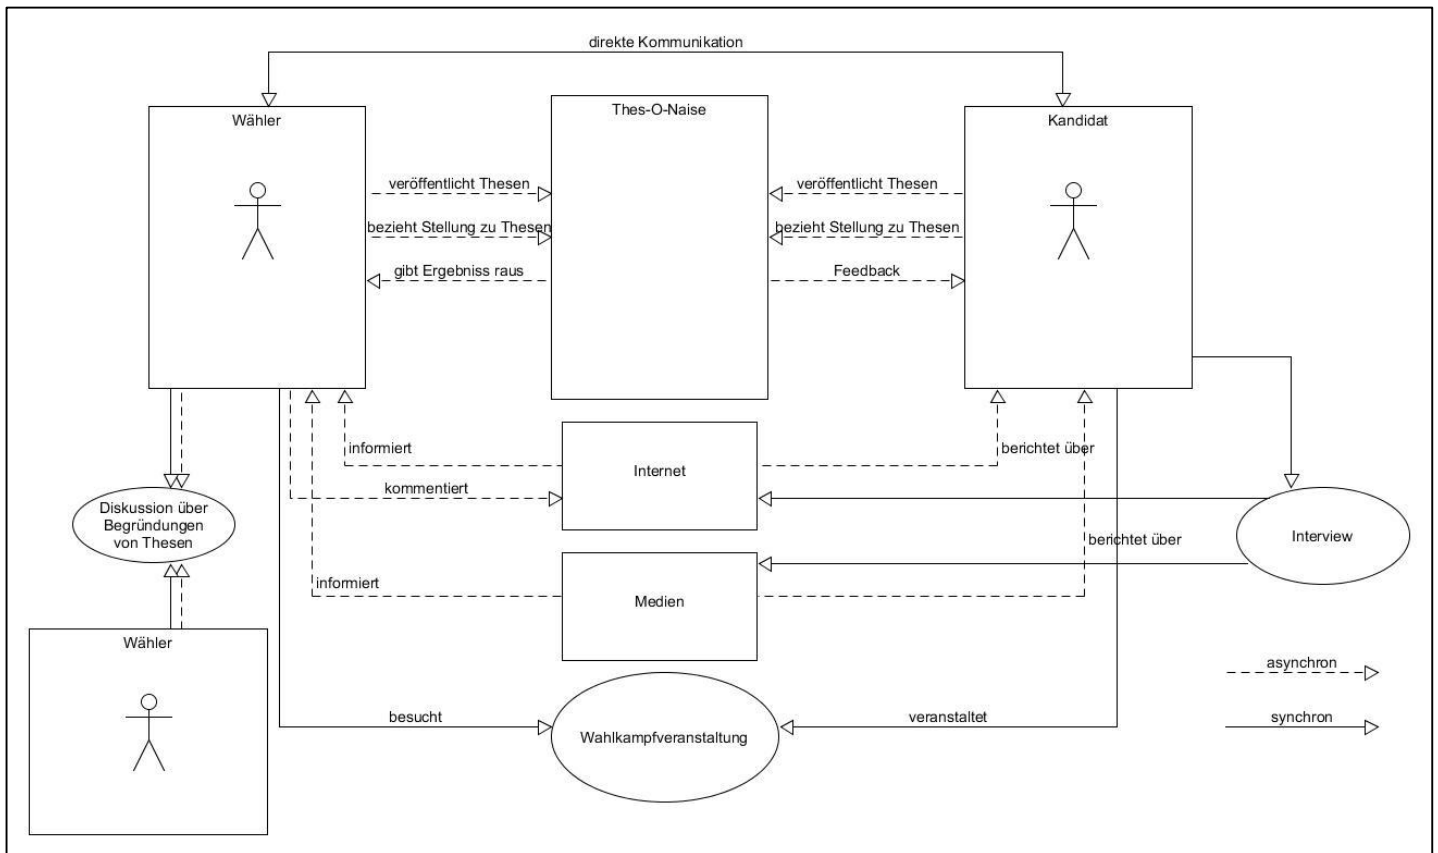 direkte Kommunikation
Wähler
Thes-O-Naise
Kandidat
veröffentlicht Thesen
veröffentlicht Thesen
bezieht Stellung zu Thesen
bezieht Stellung zu Thesen
gibt Ergebniss raus
Feedback
informiert
Internet
berichtet über
kommentiert
Diskussion über
Begründungen
von Thesen
Interview
berichtet über
informiert
Medien
Wähler
asynchron
besucht
Wahlkampfveranstaltung
veranstaltet
synchron